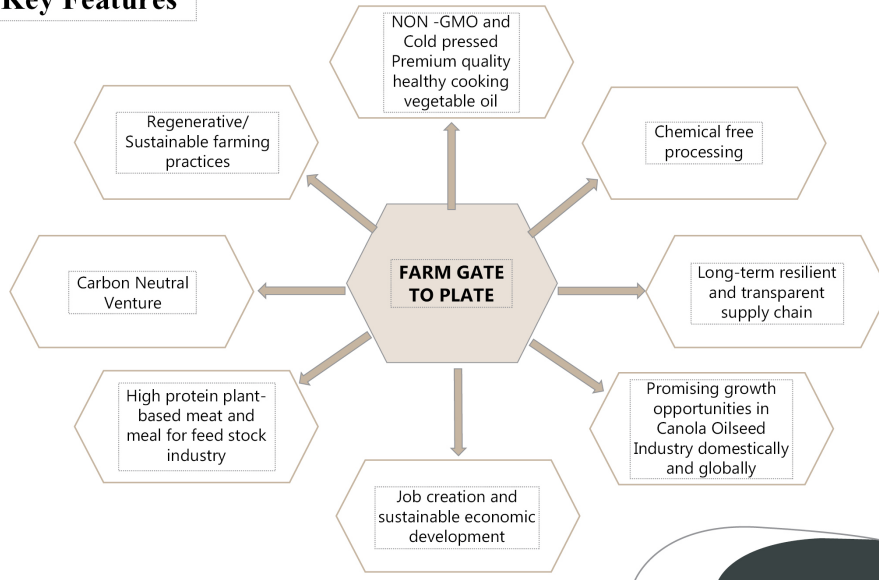 Key Features
NON -GMO and
Cold pressed
Premium quality
healthy cooking
vegetable oil
Regenerative/
Sustainable farming
practices
Chemical free
processing
Carbon Neutral
Venture
FARM GATE
TO PLATE
Long-term resilient
and transparent
supply chain
High protein plant-
based meat and
meal for feed stock
industry
Promising growth
opportunities in
Canola Oilseed
Industry domestically
and globally
Job creation and
sustainable economic
development